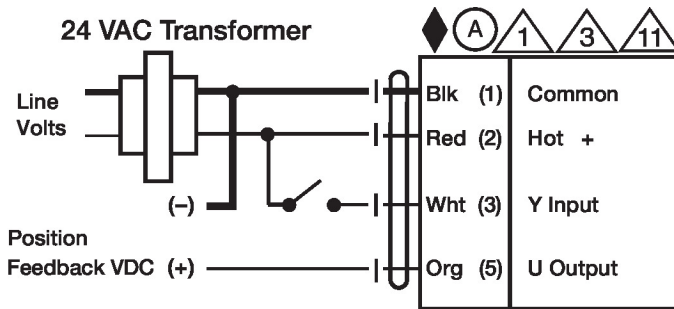 24 VAC Transformer
A 1 3 11
Line
Volts
Blk (1) Common
Red (2) Hot +
(–)
Wht (3) Y Input
Position
Feedback VDC (+)
Org (5) U Output